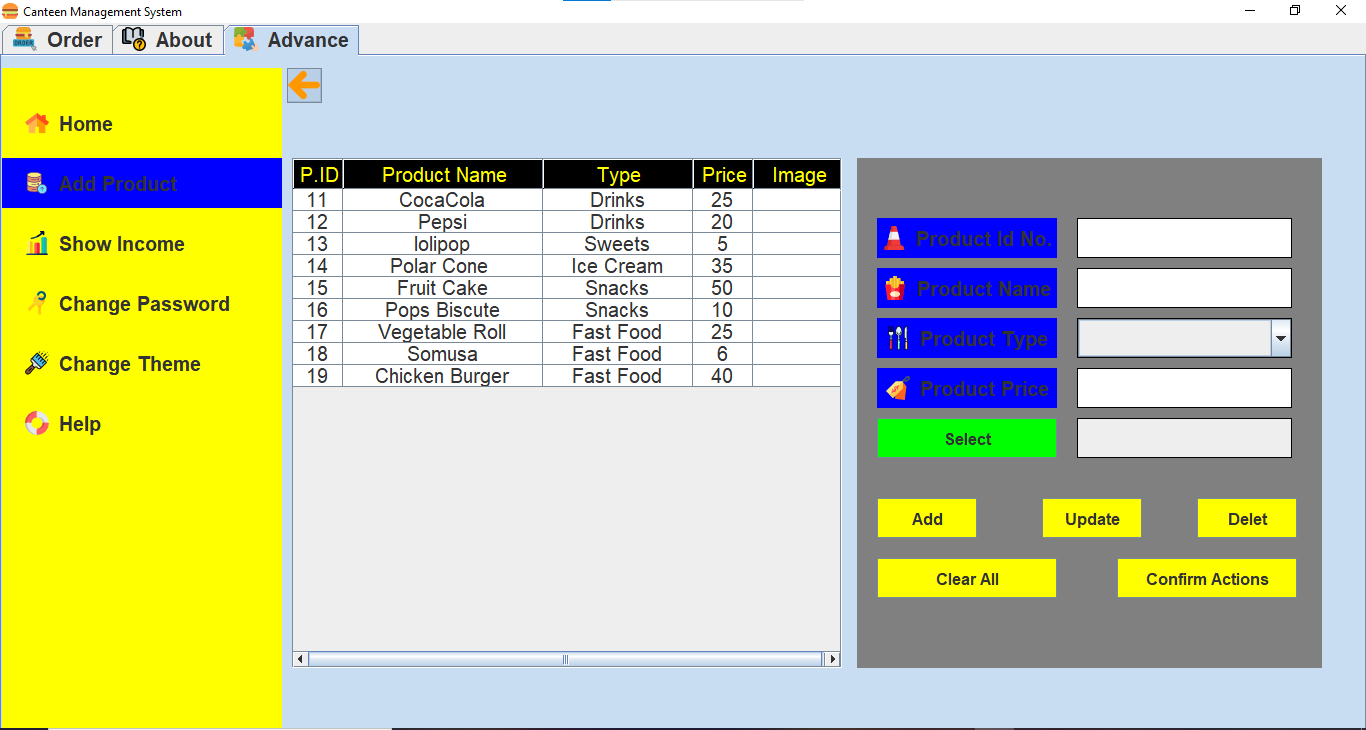 Canteen Management System
Order About Advance
Home
Add Product
Show Income
Change Password
Change Theme
Help
P.ID Product Name Type Price Image
11 CocaCola Drinks 25
12 Pepsi Drinks 20
13 lolipop Sweets 5
14 Polar Cone Ice Cream 35
15 Fruit Cake Snacks 50
16 Pops Biscute Snacks 10
17 Vegetable Roll Fast Food 25
18 Somusa Fast Food 6
19 Chicken Burger Fast Food 40
Product Id No.
Product Name
Product Type
Product Price
Select
Add Update Delet
Clear All Confirm Actions